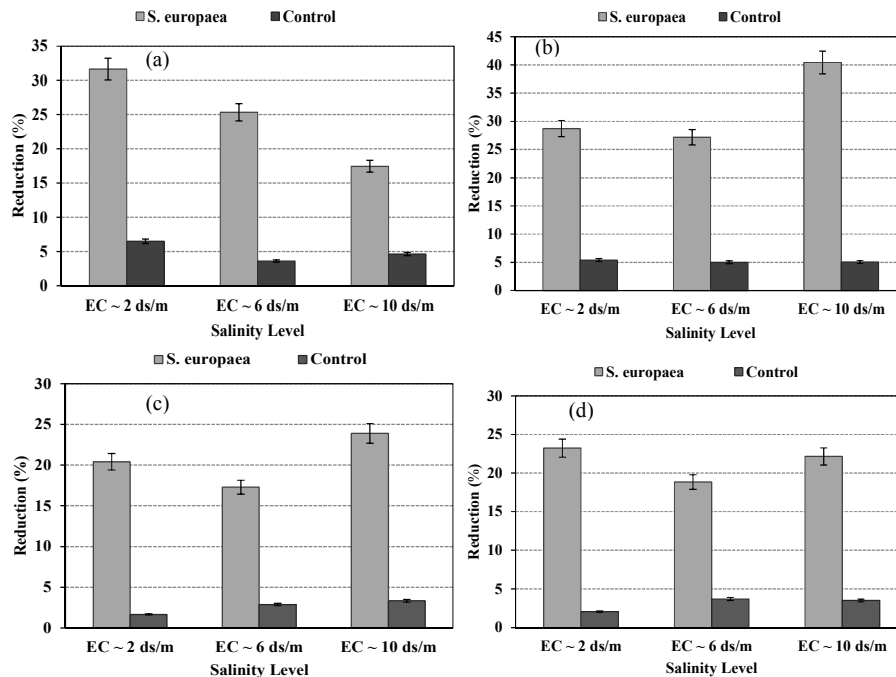 S. europaea Control
(a)
Reduction (%)
35
30
25
20
15
10
5
0
EC ~ 2 ds/m EC ~ 6 ds/m EC ~ 10 ds/m
Salinity Level
S. europaea Control
(b)
Reduction (%)
45
40
35
30
25
20
15
10
5
0
EC ~ 2 ds/m EC ~ 6 ds/m EC ~ 10 ds/m
Salinity Level
S. europaea Control
(c)
Reduction (%)
30
25
20
15
10
5
0
EC ~ 2 ds/m EC ~ 6 ds/m EC ~ 10 ds/m
Salinity Level
S. europaea Control
(d)
Reduction (%)
30
25
20
15
10
5
0
EC ~ 2 ds/m EC ~ 6 ds/m EC ~ 10 ds/m
Salinity Level